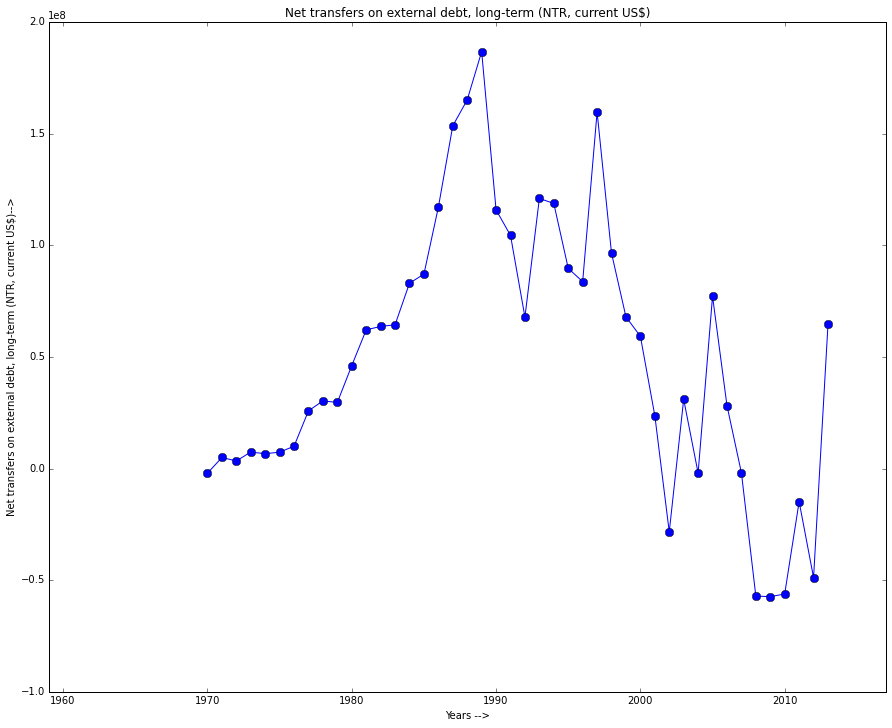 Net transfers on external debt, long-term (NTR, current US$)
1e8
2.0
1.5
1.0
0.5
0.0
−0.5
−1.0
Net transfers on external debt, long-term (NTR, current US$)-->
1960 1970 1980 1990 2000 2010
Years -->